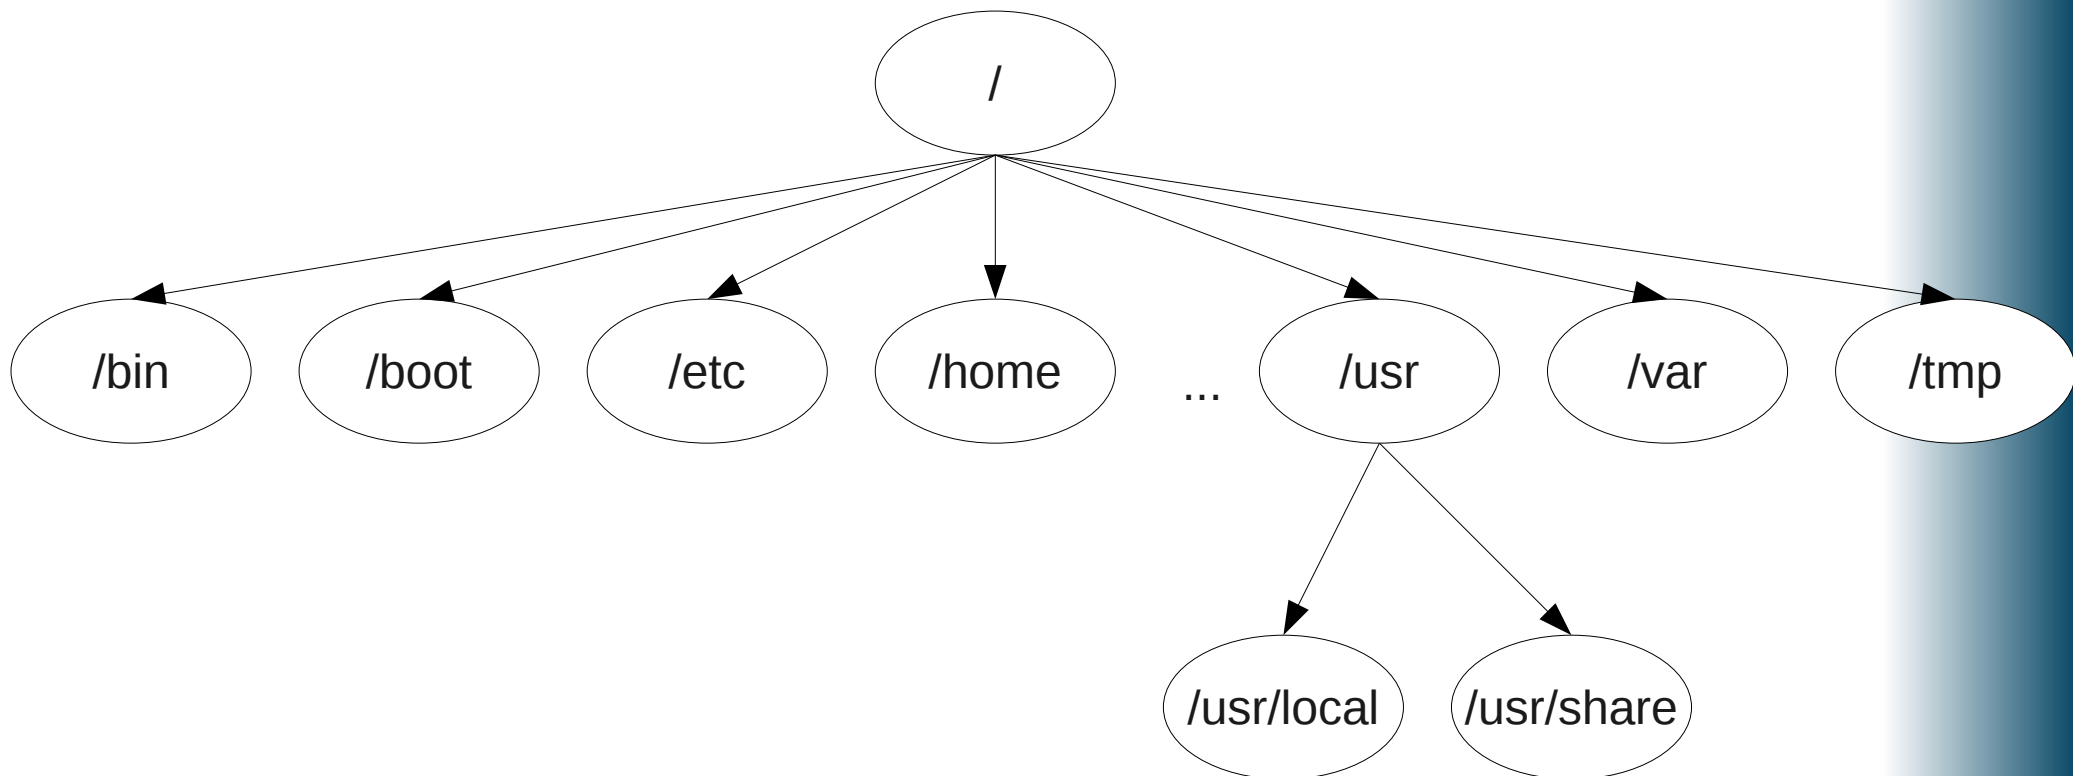 /
/bin /boot /etc /home ... /usr /var /tmp
/usr/local /usr/share